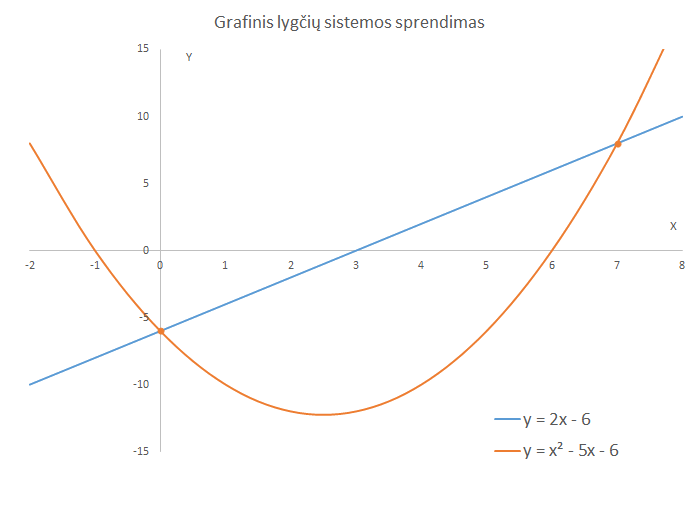 Grafinis lygčių sistemos sprendimas
15
Y
10
5
X
0
-2 -1 0 1 2 3 4 5 6 7 8
-5
-10
y = 2x - 6
-15
y = x² - 5x - 6